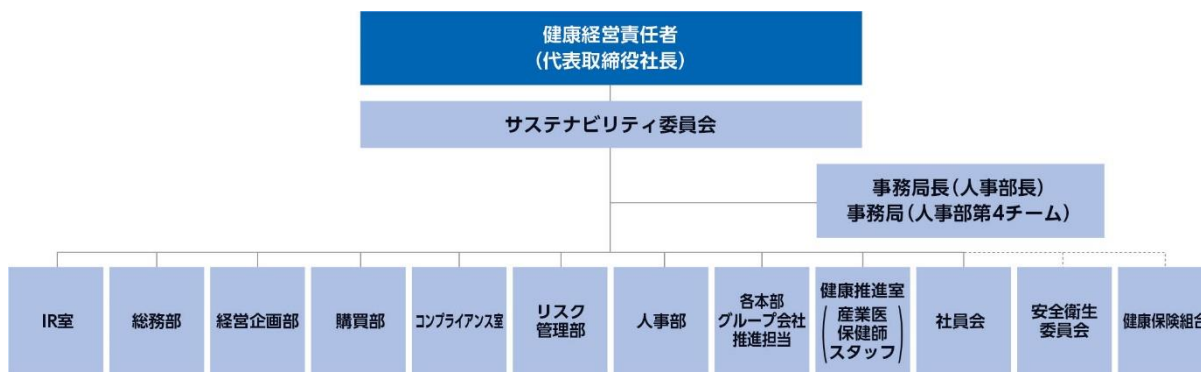 健康経営責任者
(代表取締役社長)
サステナビリティ委員会
事務局長(人事部長)
事務局(人事部第4チーム)
IR室
総務部
経営企画部
購買部
コンプライアンス室
リスク
管理部
人事部
各本部
グループ会社
推進担当
健康推進室
(産業医
保健師
スタッフ)
社員会
安全衛生
委員会
健康保険組合